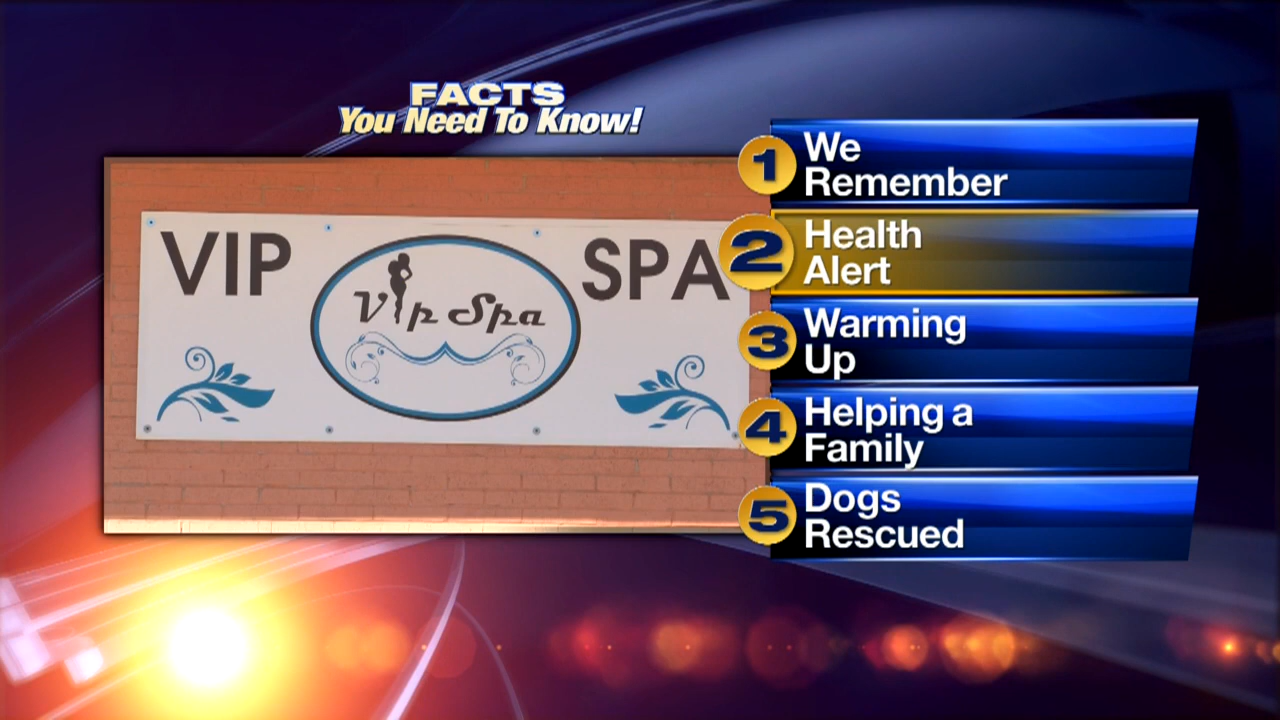 FACTS
You Need To Know!
VIP
Vip Spa
SPA
1
We
Remember
2
Health
Alert
3
Warming
Up
4
Helping a
Family
5
Dogs
Rescued